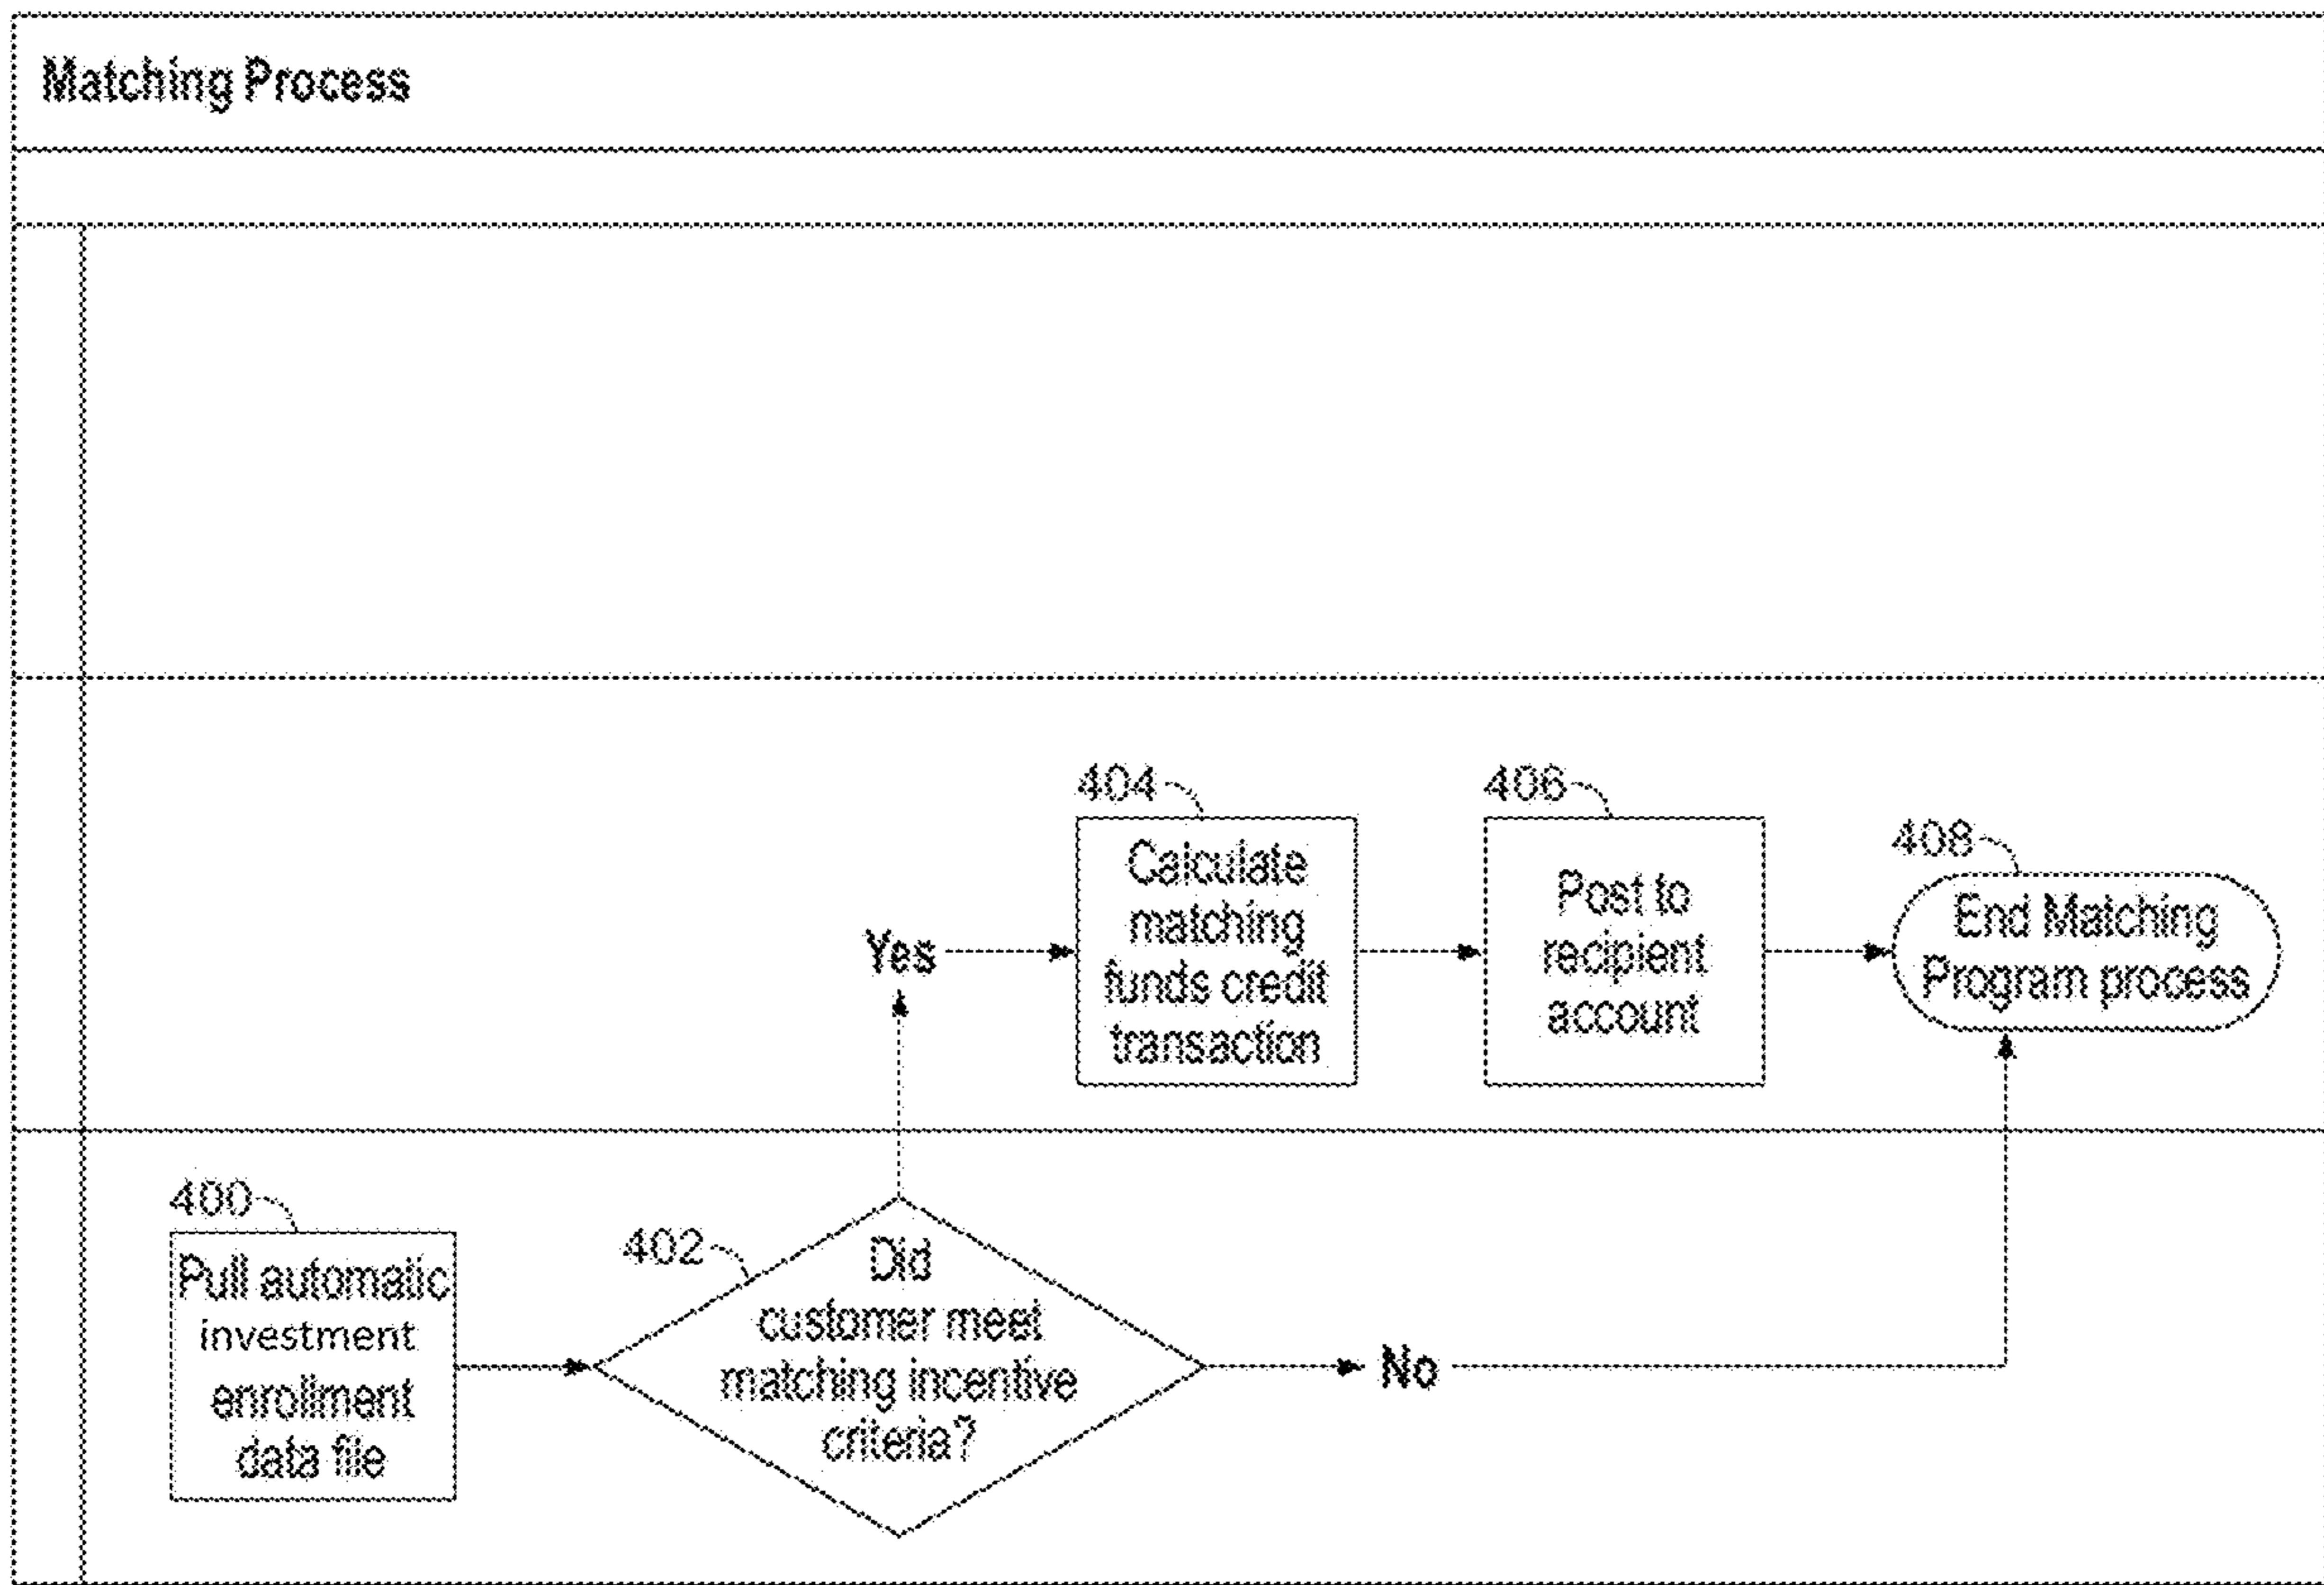 Matching Process
404
Calculate
matching
funds credit
transaction
406
Post to
recipient
account
408
End Matching
Program process
Yes
400
Pull automatic
investment
enrollment
data file
402
Did
customer meet
matching incentive
criteria?
No